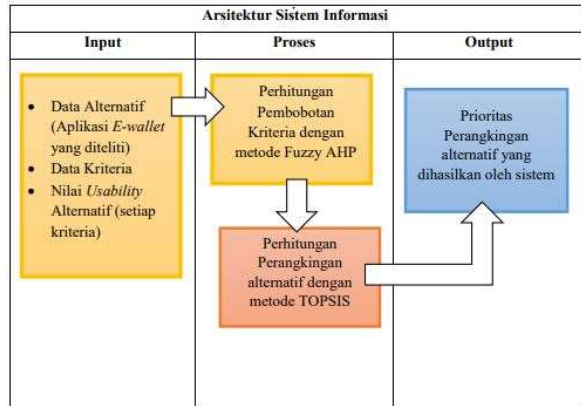 Arsitektur Sistem Informasi
Input
Proses
Output
• Data Alternatif
(Aplikasi E-wallet
yang diteliti)
• Data Kriteria
• Nilai Usability
Alternatif (setiap
kriteria)
Perhitungan
Pembobotan
Kriteria dengan
metode Fuzzy AHP
Perhitungan
Perangkingan
alternatif dengan
metode TOPSIS
Prioritas
Perangkingan
alternatif yang
dihasilkan oleh sistem